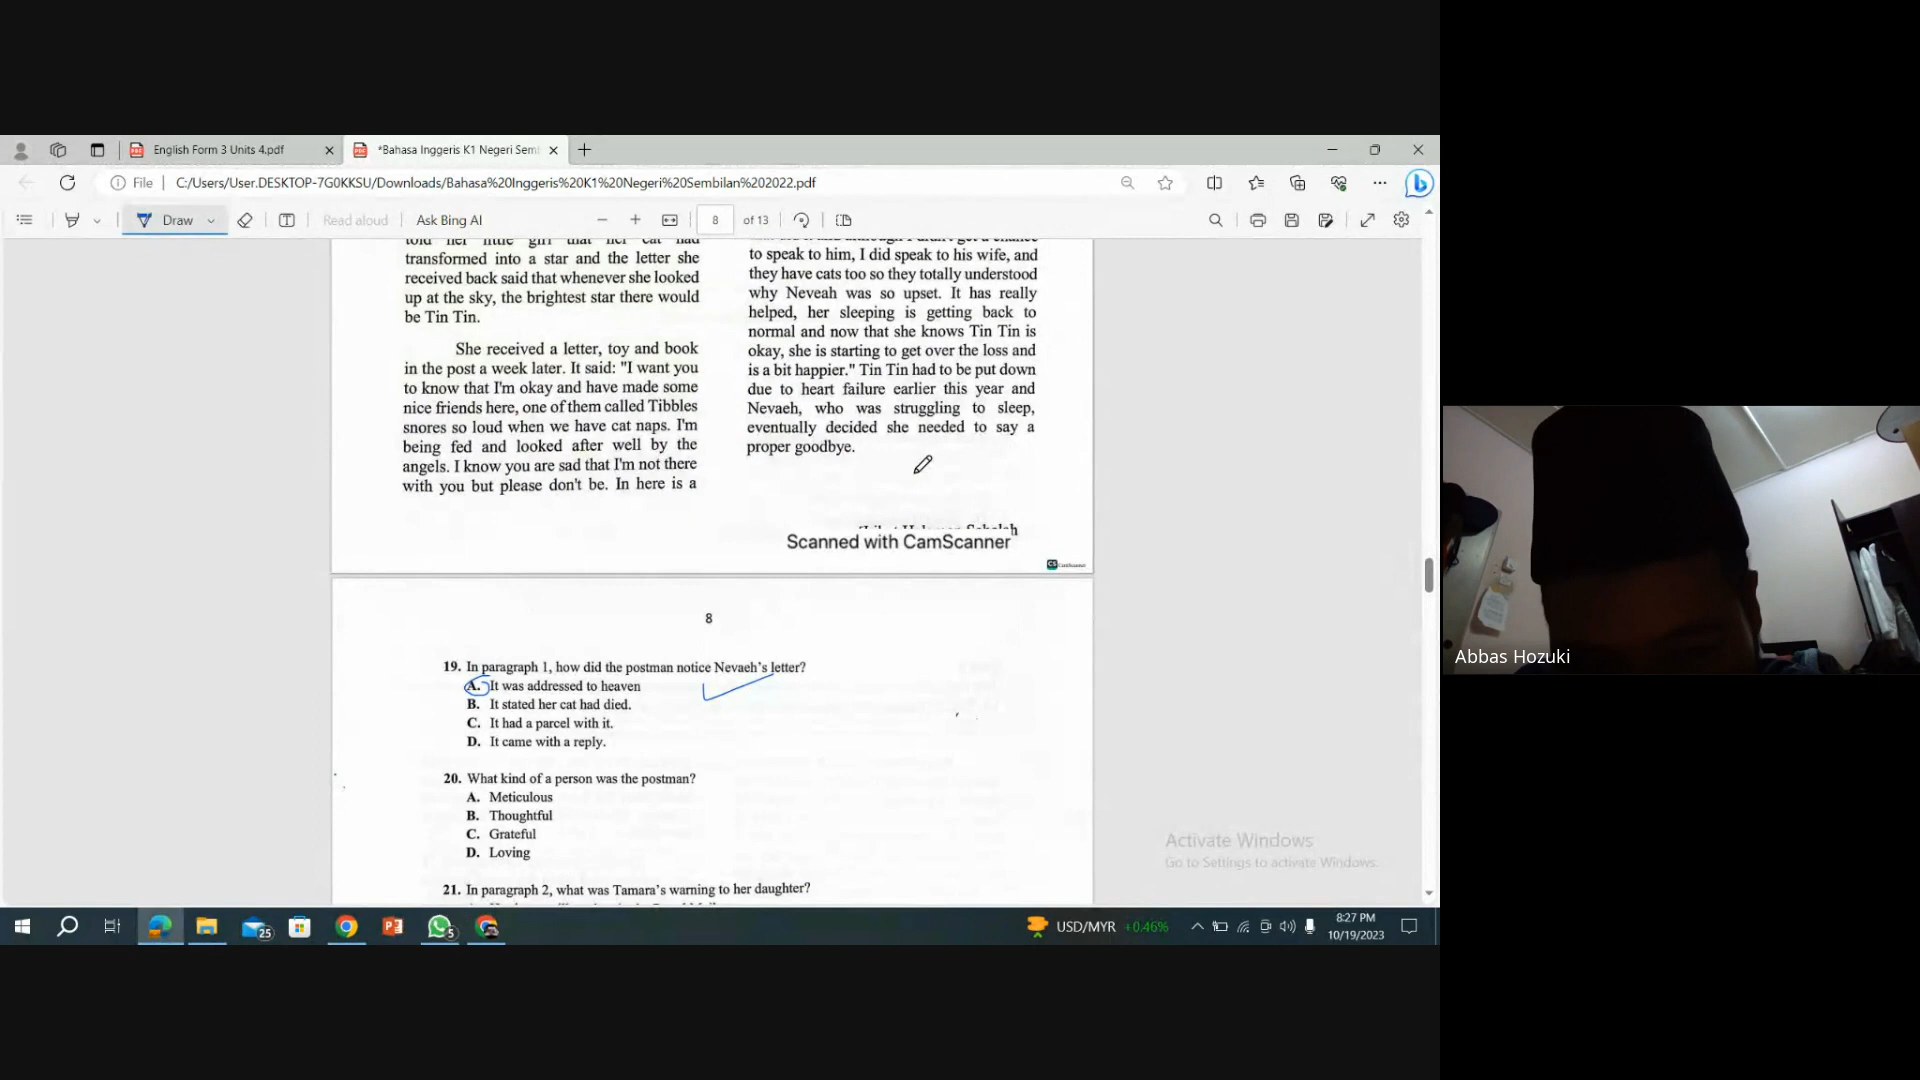 English Form 3 Units 4.pdf
*Bahasa Inggeris K1 Negeri Sem
File
C:/Users/User.DESKTOP-7G0KKSU/Downloads/Bahasa%20Inggeris%20K1%20Negeri%20Sembilan%202022.pdf
Draw
Read aloud
Ask Bing AI
8
of 13
told her little girl that her cat had
transformed into a star and the letter she
received back said that whenever she looked
up at the sky, the brightest star there would
be Tin Tin.
She received a letter, toy and book
in the post a week later. It said: "I want you
to know that I'm okay and have made some
nice friends here, one of them called Tibbles
snores so loud when we have cat naps. I'm
being fed and looked after well by the
angels. I know you are sad that I'm not there
with you but please don't be. In here is a
to speak to him, I did speak to his wife, and
they have cats too so they totally understood
why Neveah was so upset. It has really
helped, her sleeping is getting back to
normal and now that she knows Tin Tin is
okay, she is starting to get over the loss and
is a bit happier." Tin Tin had to be put down
due to heart failure earlier this year and
Nevaeh, who was struggling to sleep,
eventually decided she needed to say a
proper goodbye.
Scanned with CamScanner
CS CamScanner
8
19. In paragraph 1, how did the postman notice Nevaeh's letter?
A. It was addressed to heaven
B. It stated her cat had died.
C. It had a parcel with it.
D. It came with a reply.
20. What kind of a person was the postman?
A. Meticulous
B. Thoughtful
C. Grateful
D. Loving
21. In paragraph 2, what was Tamara's warning to her daughter?
Activate Windows
Go to Settings to activate Windows.
25
5
USD/MYR +0.46%
8:27 PM
10/19/2023
Abbas Hozuki